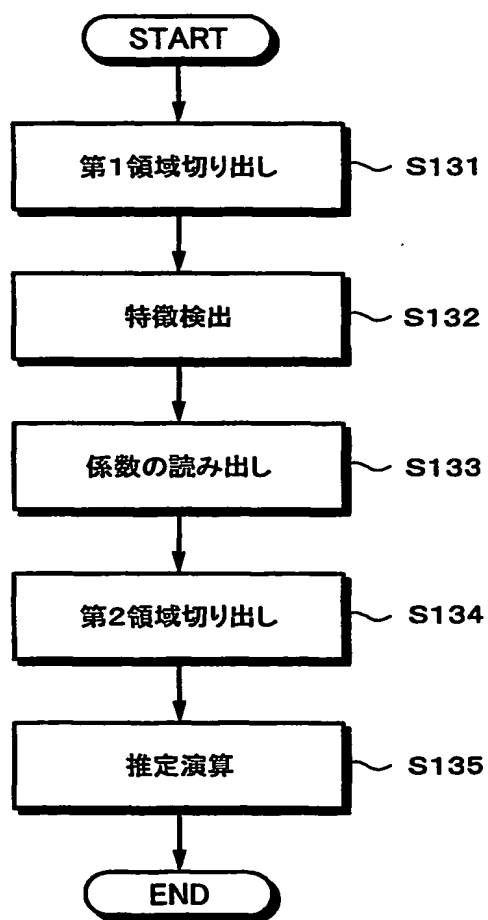 START
第1領域切り出し
S131
特徴検出
S132
係数の読み出し
S133
第2領域切り出し
S134
推定演算
S135
END